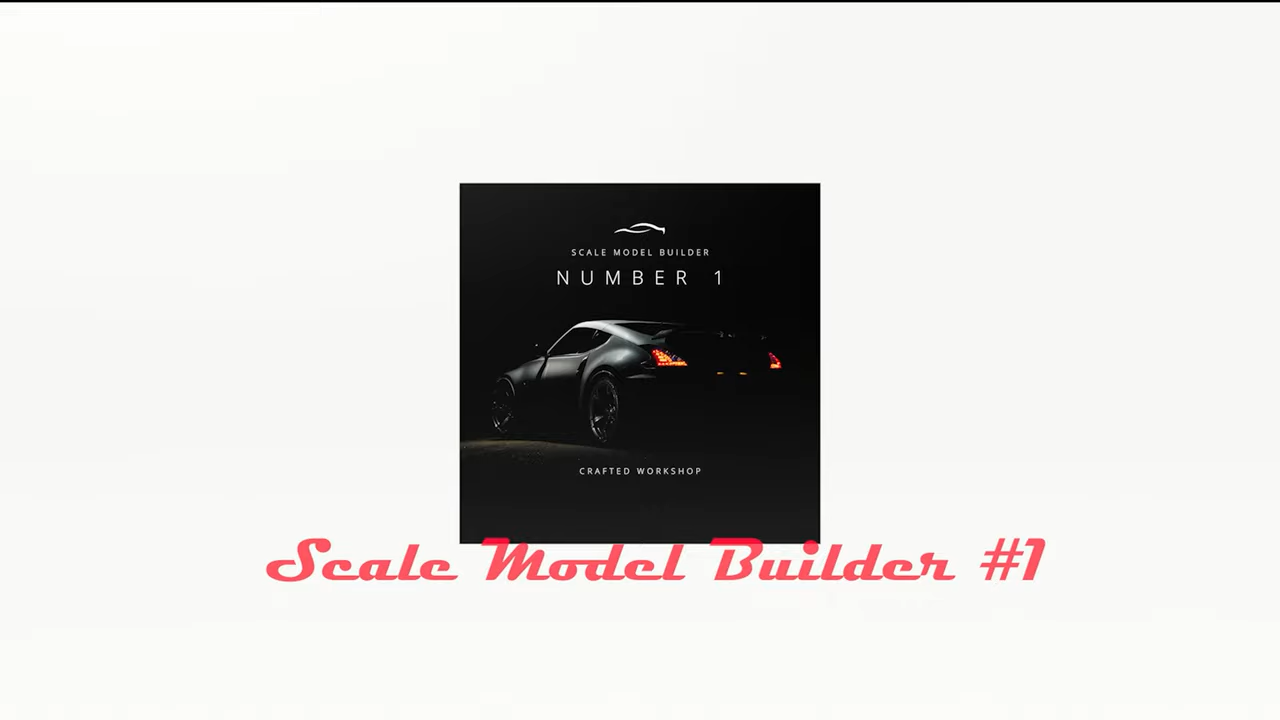 SCALE MODEL BUILDER
NUMBER 1
CRAFTED WORKSHOP
Scale Model Builder #1